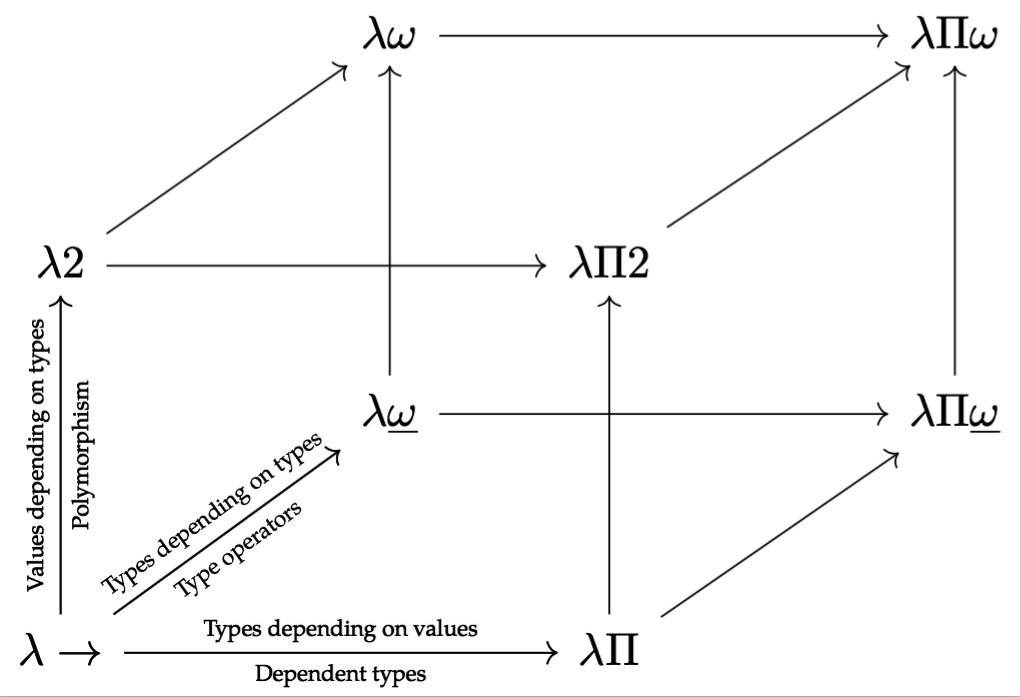 λω
λΠω
λ2
λΠ2
Values depending on types
Polymorphism
λω̲
λΠω̲
Types depending on types
Type operators
λ →
Types depending on values
Dependent types
λΠ